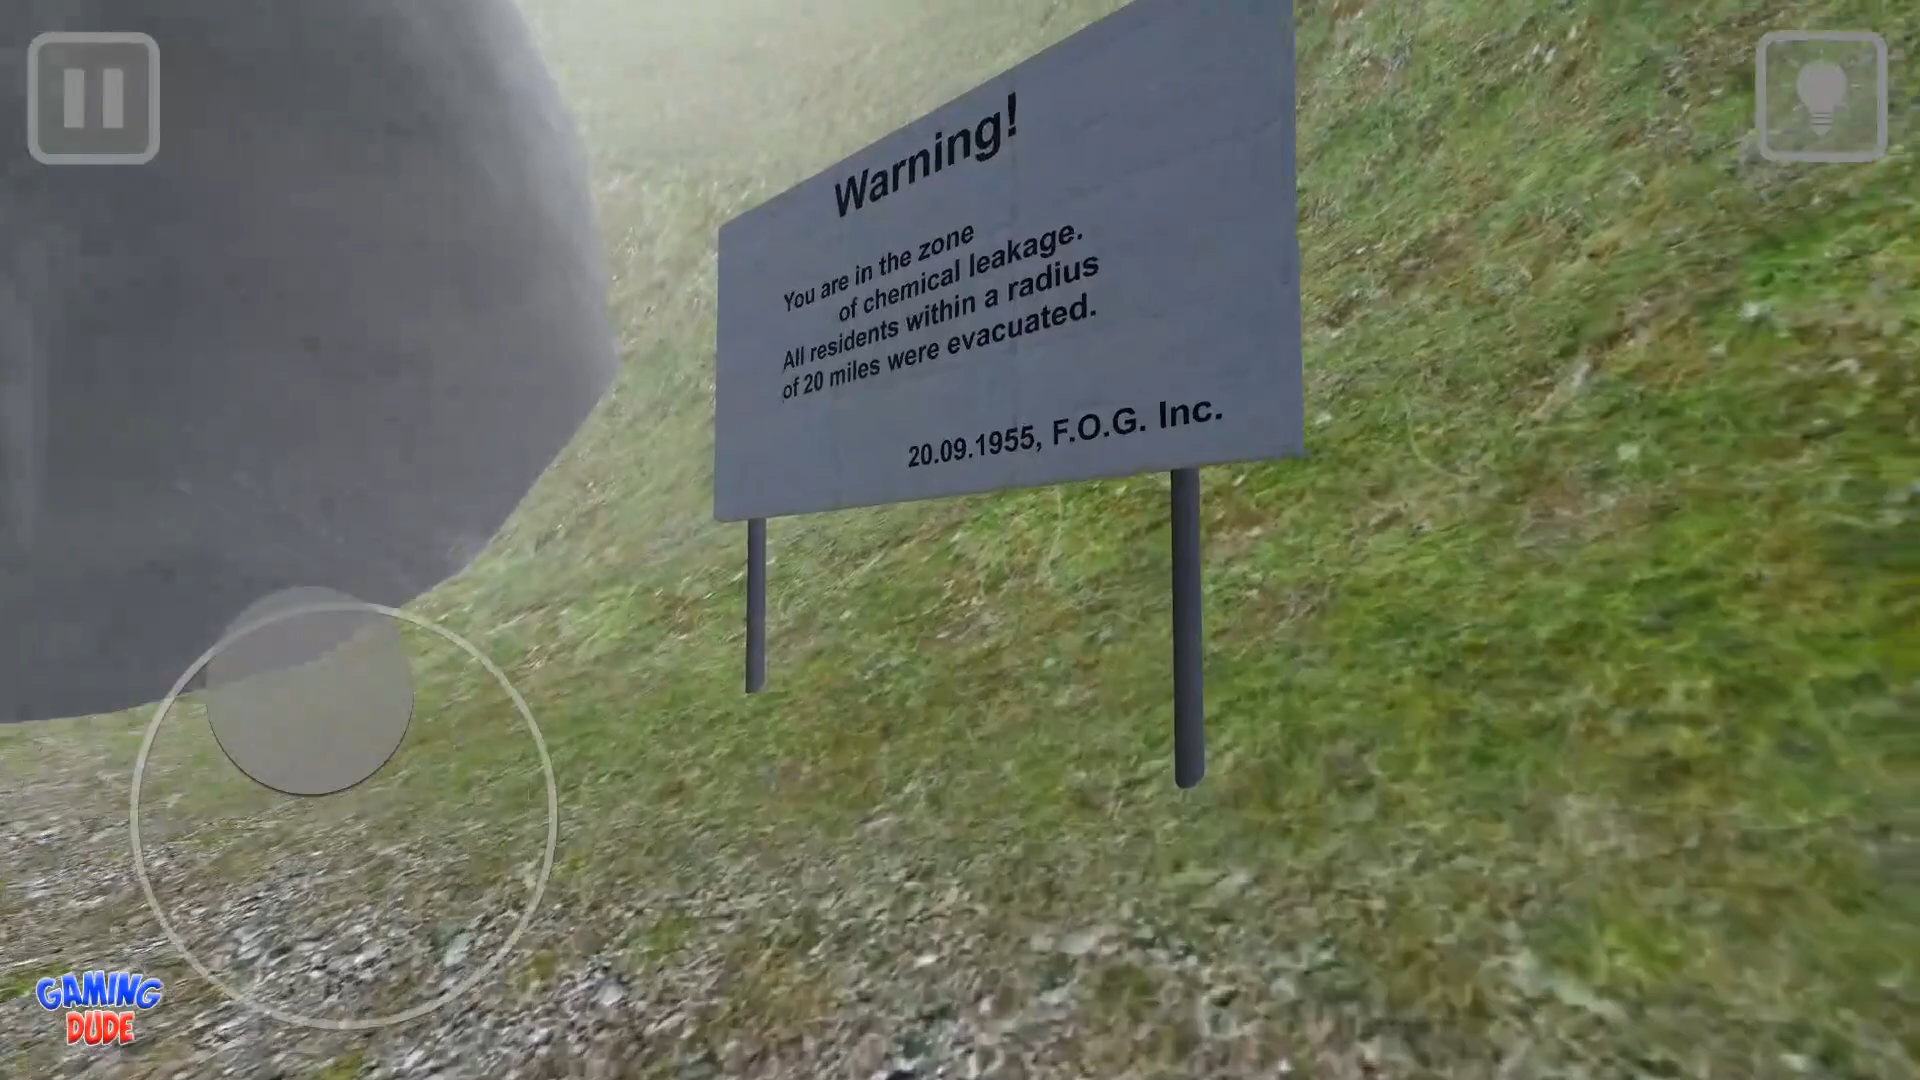 Warning!
You are in the zone
of chemical leakage.
All residents within a radius
of 20 miles were evacuated.
20.09.1955, F.O.G. Inc.
GAMING
DUDE